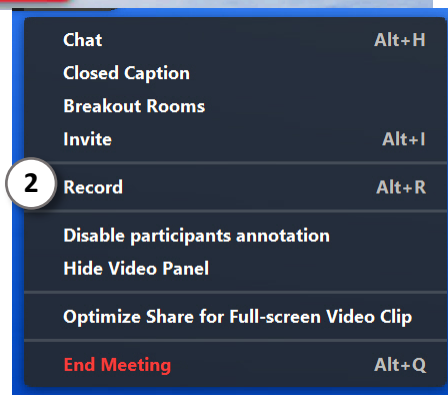 Chat Alt+H
Closed Caption
Breakout Rooms
Invite Alt+I
2 Record Alt+R
Disable participants annotation
Hide Video Panel
Optimize Share for Full-screen Video Clip
End Meeting Alt+Q